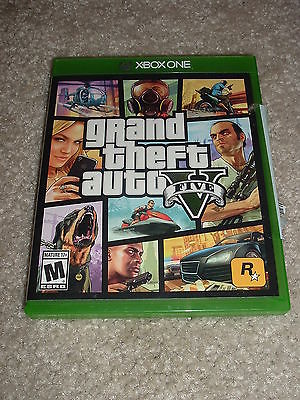 XBOX ONE
grand
theft
auto
V
FIVE
MATURE 17+
M
ESRB
R★